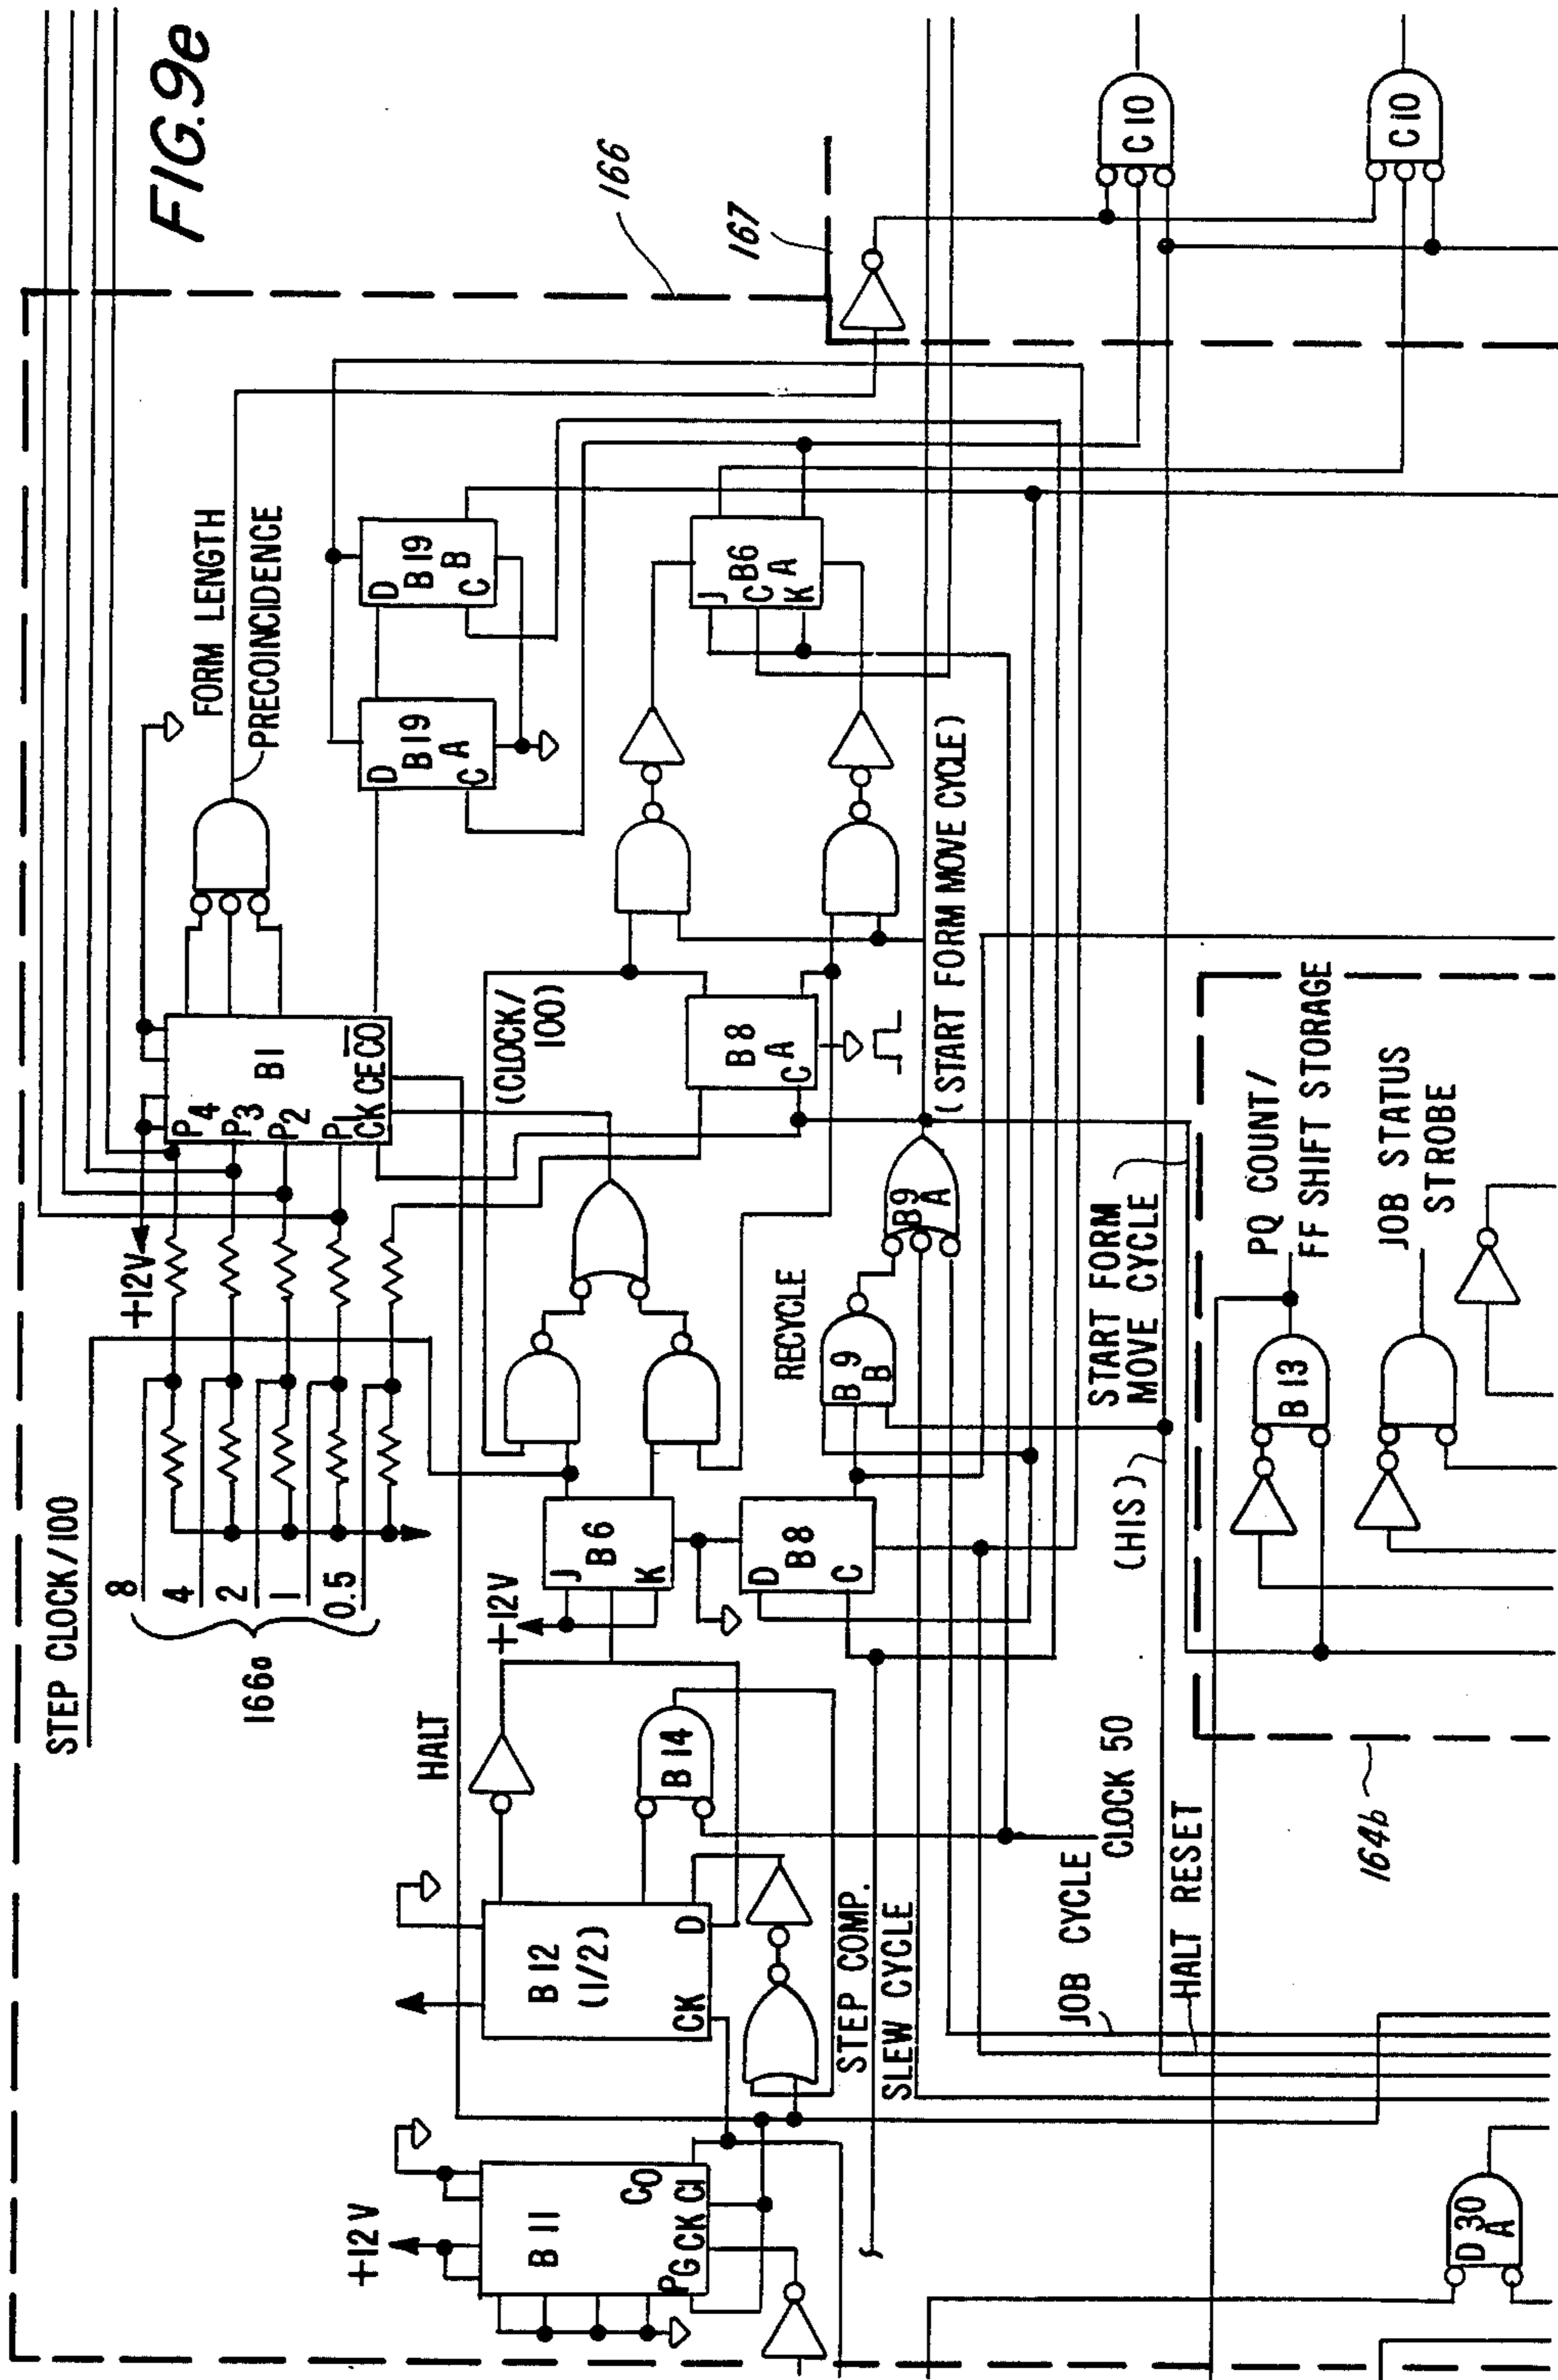 FIG. 9e
STEP CLOCK/100
8
4
2
1
0.5
166a
+12V
P4
P3
P2
P1
CK
CE
CO
B1
FORM LENGTH
PRECOINCIDENCE
166
167
D
B19
C A
D
B19
B
C
(CLOCK/
100)
B8
A
C
J
B6
C A
K
C10
C10
HALT
+12V
J
B6
K
D
B8
C
RECYCLE
B9
B
B9
A
(START FORM MOVE CYCLE)
START FORM
MOVE CYCLE
(HIS)
+12V
B11
CO
PG
CK
CI
B12
(1/2)
CK
D
B14
STEP COMP.
SLEW CYCLE
JOB CYCLE
CLOCK 50
HALT RESET
164b
B13
PQ COUNT/
FF SHIFT STORAGE
JOB STATUS
STROBE
D30
A